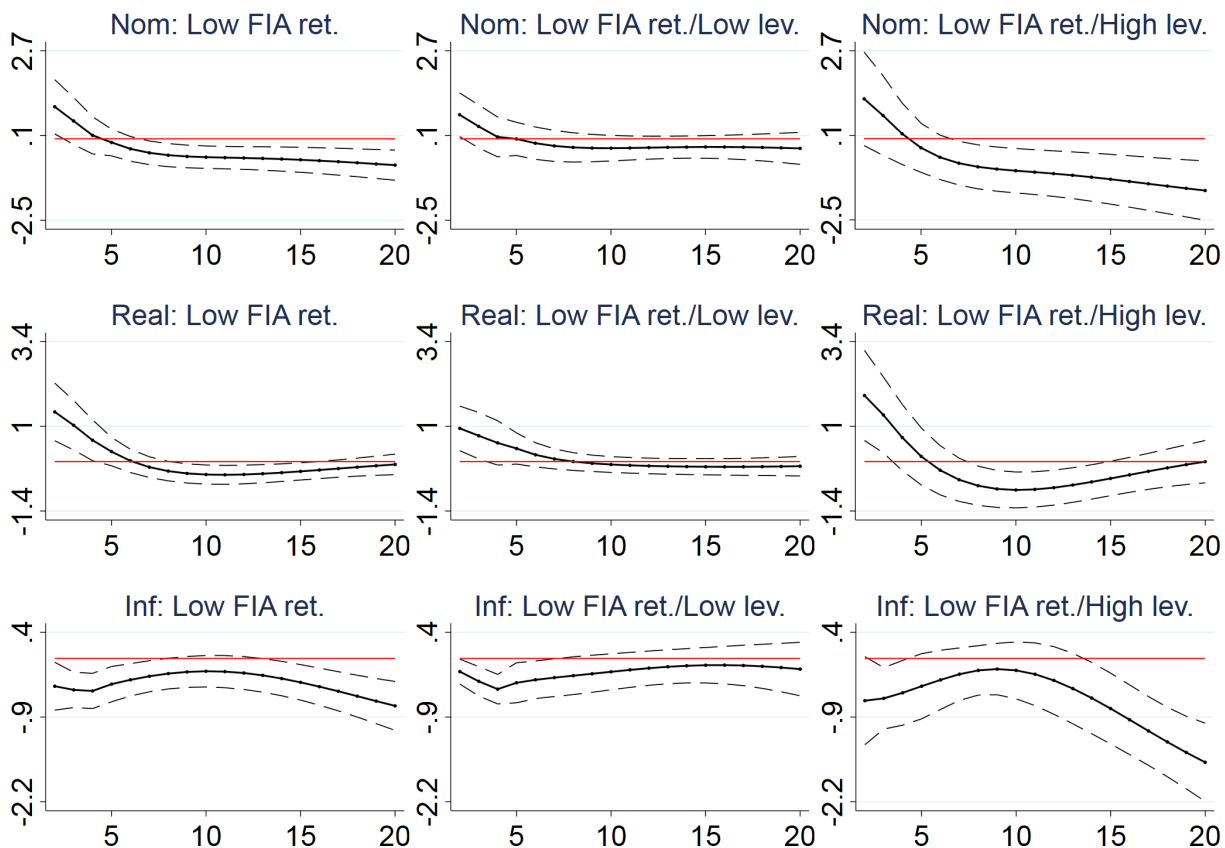 Nom: Low FIA ret.
2.7
.1
-2.5
5 10 15 20
Nom: Low FIA ret./Low lev.
2.7
.1
-2.5
5 10 15 20
Nom: Low FIA ret./High lev.
2.7
.1
-2.5
5 10 15 20
Real: Low FIA ret.
3.4
1
-1.4
5 10 15 20
Real: Low FIA ret./Low lev.
3.4
1
-1.4
5 10 15 20
Real: Low FIA ret./High lev.
3.4
1
-1.4
5 10 15 20
Inf: Low FIA ret.
.4
-.9
-2.2
5 10 15 20
Inf: Low FIA ret./Low lev.
.4
-.9
-2.2
5 10 15 20
Inf: Low FIA ret./High lev.
.4
-.9
-2.2
5 10 15 20